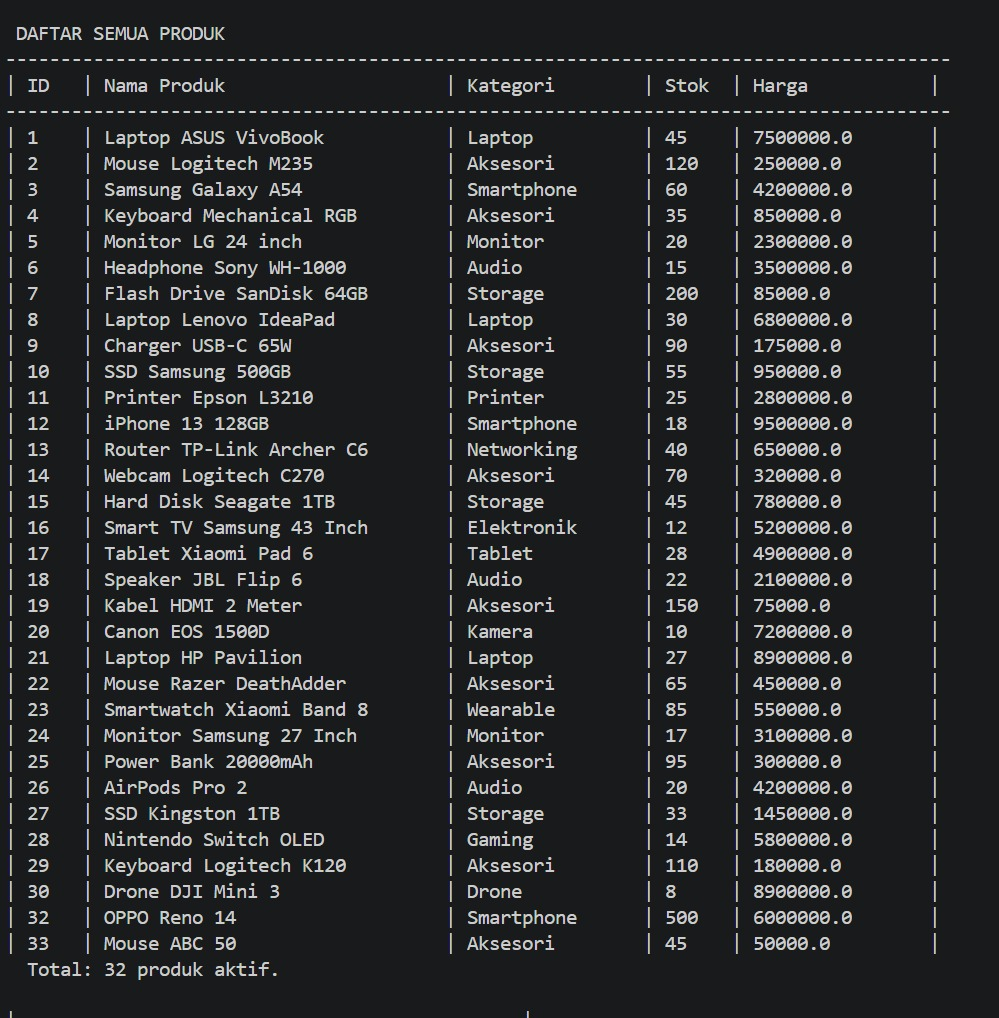 DAFTAR SEMUA PRODUK
--------------------------------------------------------------------------------------
| ID   | Nama Produk                    | Kategori        | Stok  | Harga           |
--------------------------------------------------------------------------------------
| 1    | Laptop ASUS VivoBook           | Laptop          | 45    | 7500000.0       |
| 2    | Mouse Logitech M235            | Aksesori        | 120   | 250000.0        |
| 3    | Samsung Galaxy A54             | Smartphone      | 60    | 4200000.0       |
| 4    | Keyboard Mechanical RGB        | Aksesori        | 35    | 850000.0        |
| 5    | Monitor LG 24 inch             | Monitor         | 20    | 2300000.0       |
| 6    | Headphone Sony WH-1000         | Audio           | 15    | 3500000.0       |
| 7    | Flash Drive SanDisk 64GB       | Storage         | 200   | 85000.0         |
| 8    | Laptop Lenovo IdeaPad          | Laptop          | 30    | 6800000.0       |
| 9    | Charger USB-C 65W              | Aksesori        | 90    | 175000.0        |
| 10   | SSD Samsung 500GB              | Storage         | 55    | 950000.0        |
| 11   | Printer Epson L3210            | Printer         | 25    | 2800000.0       |
| 12   | iPhone 13 128GB                | Smartphone      | 18    | 9500000.0       |
| 13   | Router TP-Link Archer C6       | Networking      | 40    | 650000.0        |
| 14   | Webcam Logitech C270           | Aksesori        | 70    | 320000.0        |
| 15   | Hard Disk Seagate 1TB          | Storage         | 45    | 780000.0        |
| 16   | Smart TV Samsung 43 Inch       | Elektronik      | 12    | 5200000.0       |
| 17   | Tablet Xiaomi Pad 6            | Tablet          | 28    | 4900000.0       |
| 18   | Speaker JBL Flip 6             | Audio           | 22    | 2100000.0       |
| 19   | Kabel HDMI 2 Meter             | Aksesori        | 150   | 75000.0         |
| 20   | Canon EOS 1500D                | Kamera          | 10    | 7200000.0       |
| 21   | Laptop HP Pavilion             | Laptop          | 27    | 8900000.0       |
| 22   | Mouse Razer DeathAdder         | Aksesori        | 65    | 450000.0        |
| 23   | Smartwatch Xiaomi Band 8       | Wearable        | 85    | 550000.0        |
| 24   | Monitor Samsung 27 Inch        | Monitor         | 17    | 3100000.0       |
| 25   | Power Bank 20000mAh            | Aksesori        | 95    | 300000.0        |
| 26   | AirPods Pro 2                  | Audio           | 20    | 4200000.0       |
| 27   | SSD Kingston 1TB               | Storage         | 33    | 1450000.0       |
| 28   | Nintendo Switch OLED           | Gaming          | 14    | 5800000.0       |
| 29   | Keyboard Logitech K120         | Aksesori        | 110   | 180000.0        |
| 30   | Drone DJI Mini 3               | Drone           | 8     | 8900000.0       |
| 32   | OPPO Reno 14                   | Smartphone      | 500   | 6000000.0       |
| 33   | Mouse ABC 50                   | Aksesori        | 45    | 50000.0         |
Total: 32 produk aktif.